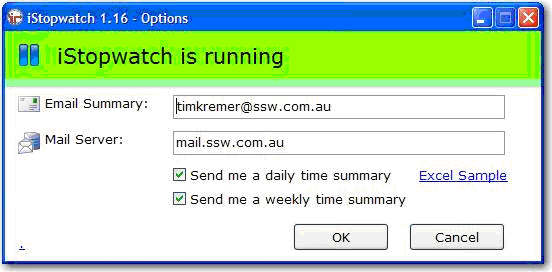 iStopwatch 1.16 - Options
iStopwatch is running
Email Summary: timkremer@ssw.com.au
Mail Server: mail.ssw.com.au
Send me a daily time summary Excel Sample
Send me a weekly time summary
. OK Cancel